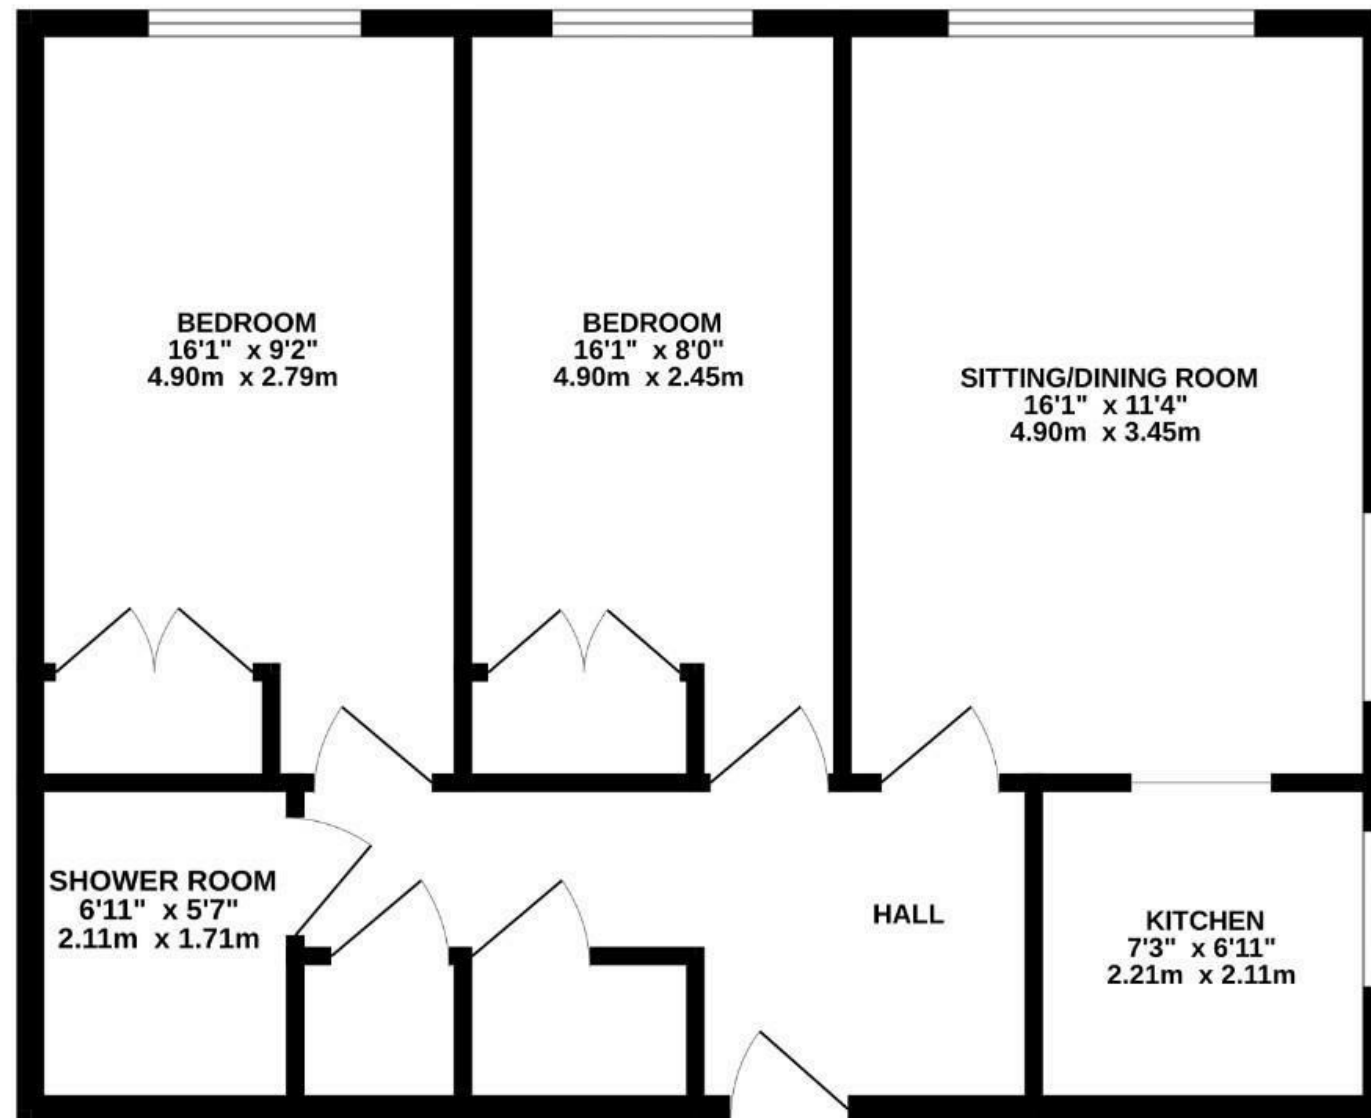 BEDROOM
16'1" x 9'2"
4.90m x 2.79m
BEDROOM
16'1" x 8'0"
4.90m x 2.45m
SITTING/DINING ROOM
16'1" x 11'4"
4.90m x 3.45m
SHOWER ROOM
6'11" x 5'7"
2.11m x 1.71m
HALL
KITCHEN
7'3" x 6'11"
2.21m x 2.11m